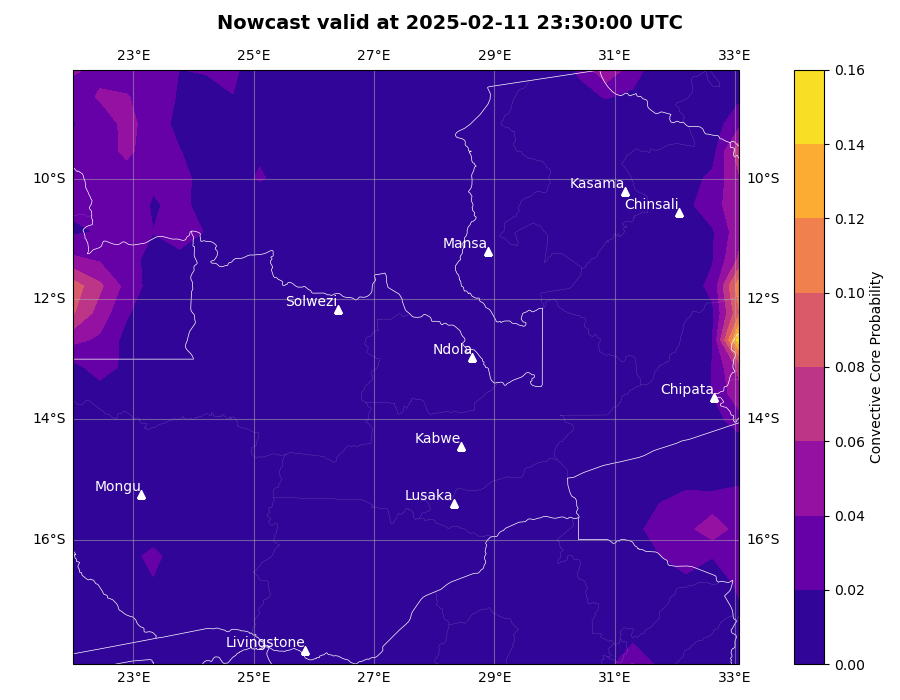 Nowcast valid at 2025-02-11 23:30:00 UTC
23°E 25°E 27°E 29°E 31°E 33°E
0.16
0.14
10°S Kasama 10°S
Chinsali
0.12
Mansa
12°S Solwezi 12°S
0.10
Ndola
0.08
Chipata
14°S 14°S
Kabwe
0.06
Mongu Lusaka
0.04
16°S 16°S
0.02
Livingstone
0.00
23°E 25°E 27°E 29°E 31°E 33°E
Convective Core Probability